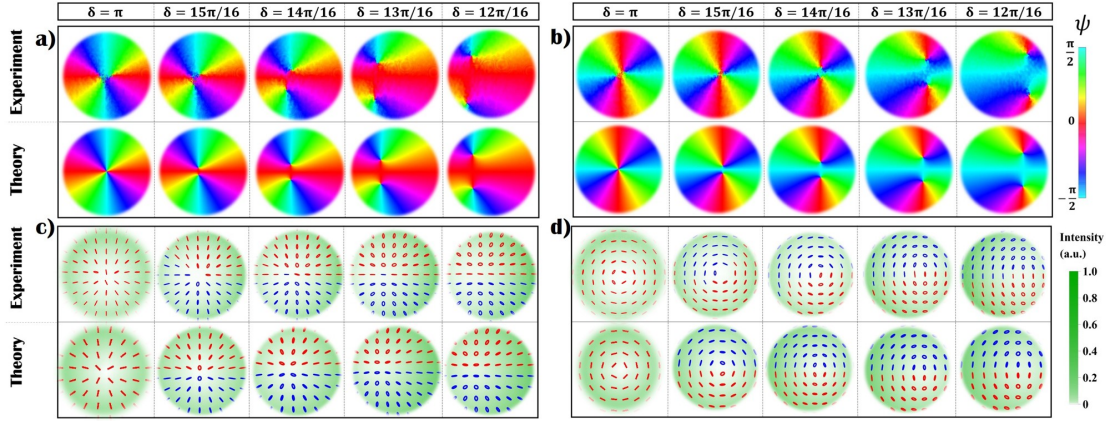 δ = π δ = 15π/16 δ = 14π/16 δ = 13π/16 δ = 12π/16
δ = π δ = 15π/16 δ = 14π/16 δ = 13π/16 δ = 12π/16
a)
b)
Experiment
Theory
ψ
π/2
0
−π/2
c)
d)
Experiment
Theory
Intensity
(a.u.)
1.0
0.8
0.6
0.4
0.2
0